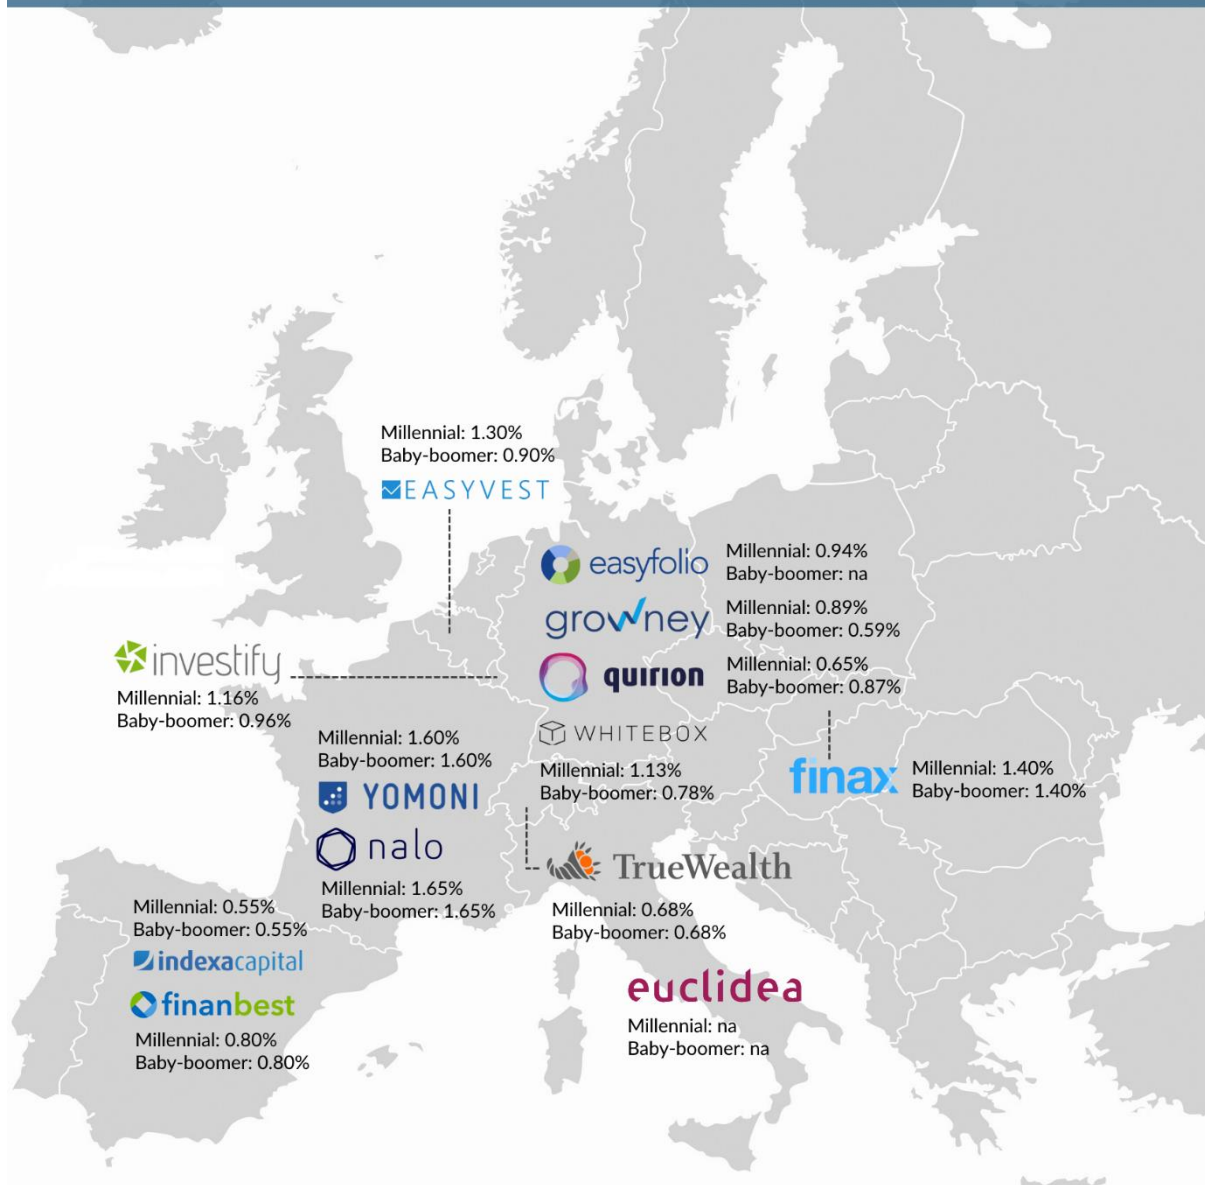 Millennial: 1.30%
Baby-boomer: 0.90%
EASYVEST
easyfolio
Millennial: 0.94%
Baby-boomer: na
growney
Millennial: 0.89%
Baby-boomer: 0.59%
investify
Millennial: 1.16%
Baby-boomer: 0.96%
quirion
Millennial: 0.65%
Baby-boomer: 0.87%
WHITEBOX
Millennial: 1.13%
Baby-boomer: 0.78%
Millennial: 1.60%
Baby-boomer: 1.60%
YOMONI
nalo
Millennial: 1.65%
Baby-boomer: 1.65%
finax
Millennial: 1.40%
Baby-boomer: 1.40%
TrueWealth
Millennial: 0.68%
Baby-boomer: 0.68%
Millennial: 0.55%
Baby-boomer: 0.55%
indexacapital
finanbest
Millennial: 0.80%
Baby-boomer: 0.80%
euclidea
Millennial: na
Baby-boomer: na